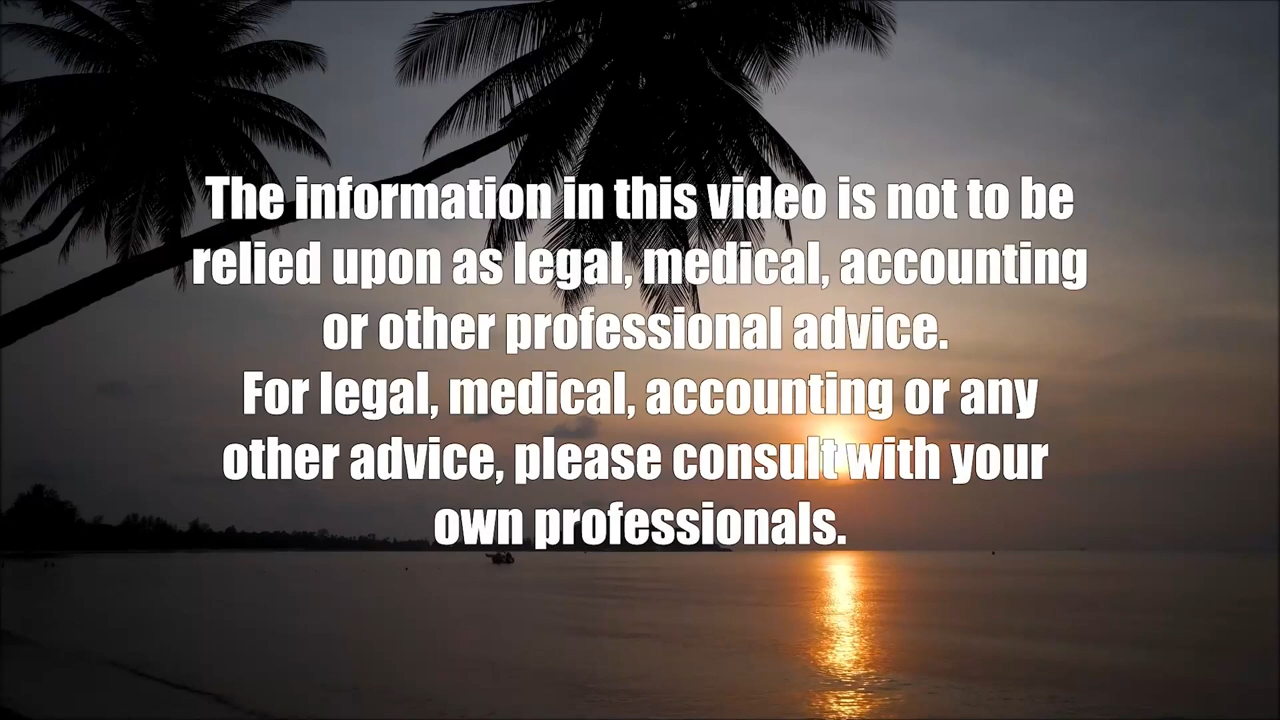 The information in this video is not to be
relied upon as legal, medical, accounting
or other professional advice.
For legal, medical, accounting or any
other advice, please consult with your
own professionals.